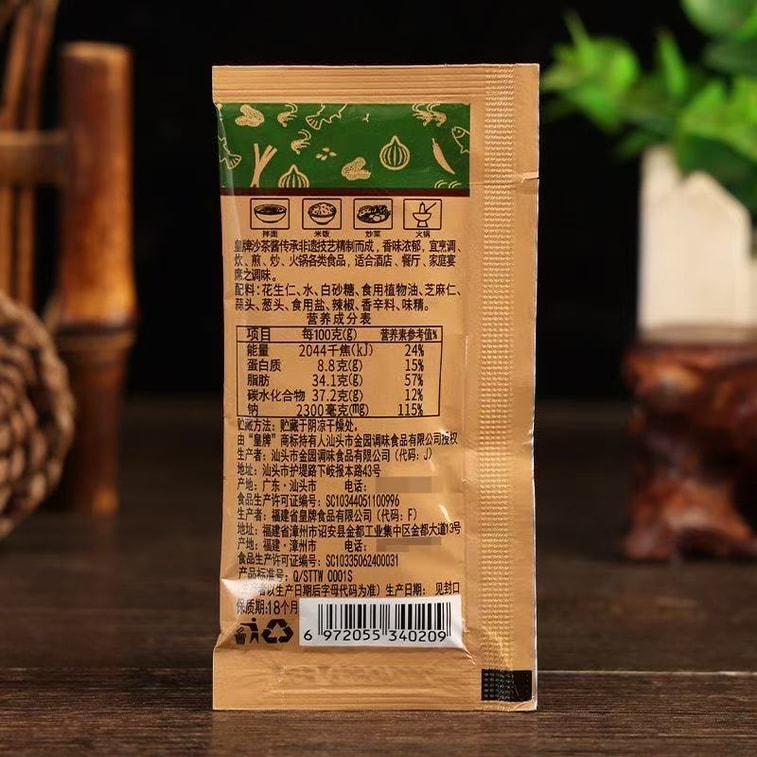 拌面 米饭 炒菜 火锅
皇牌沙茶酱传承非遗技艺精制而成，香味浓郁，宜烹调、
炊、煎、炒、火锅各类食品，适合酒店、餐厅、家庭宴
席之调味。
配料：花生仁、水、白砂糖、食用植物油、芝麻仁、
蒜头、葱头、食用盐、辣椒、香辛料、味精。
营养成分表
项目 每100克(g) 营养素参考值%
能量 2044千焦(kJ) 24%
蛋白质 8.8克(g) 15%
脂肪 34.1克(g) 57%
碳水化合物 37.2克(g) 12%
钠 2300毫克(mg) 115%
贮藏方法：贮藏于阴凉干燥处。
由“皇牌”商标持有人汕头市金园调味食品有限公司授权
生产者：汕头市金园调味食品有限公司（代码：J）
地址：汕头市护堤路下岐报本路43号
产地：广东·汕头市 电话：
食品生产许可证编号：SC10344051100996
生产者：福建省皇牌食品有限公司（代码：F）
地址：福建省漳州市诏安县金都工业集中区金都大道13号
产地：福建·漳州市 电话：
食品生产许可证编号：SC10335062400031
产品标准号：Q/STTW 0001S
以生产日期后字母代码为准）生产日期：见封口
保质期：18个月
6 972055 340209